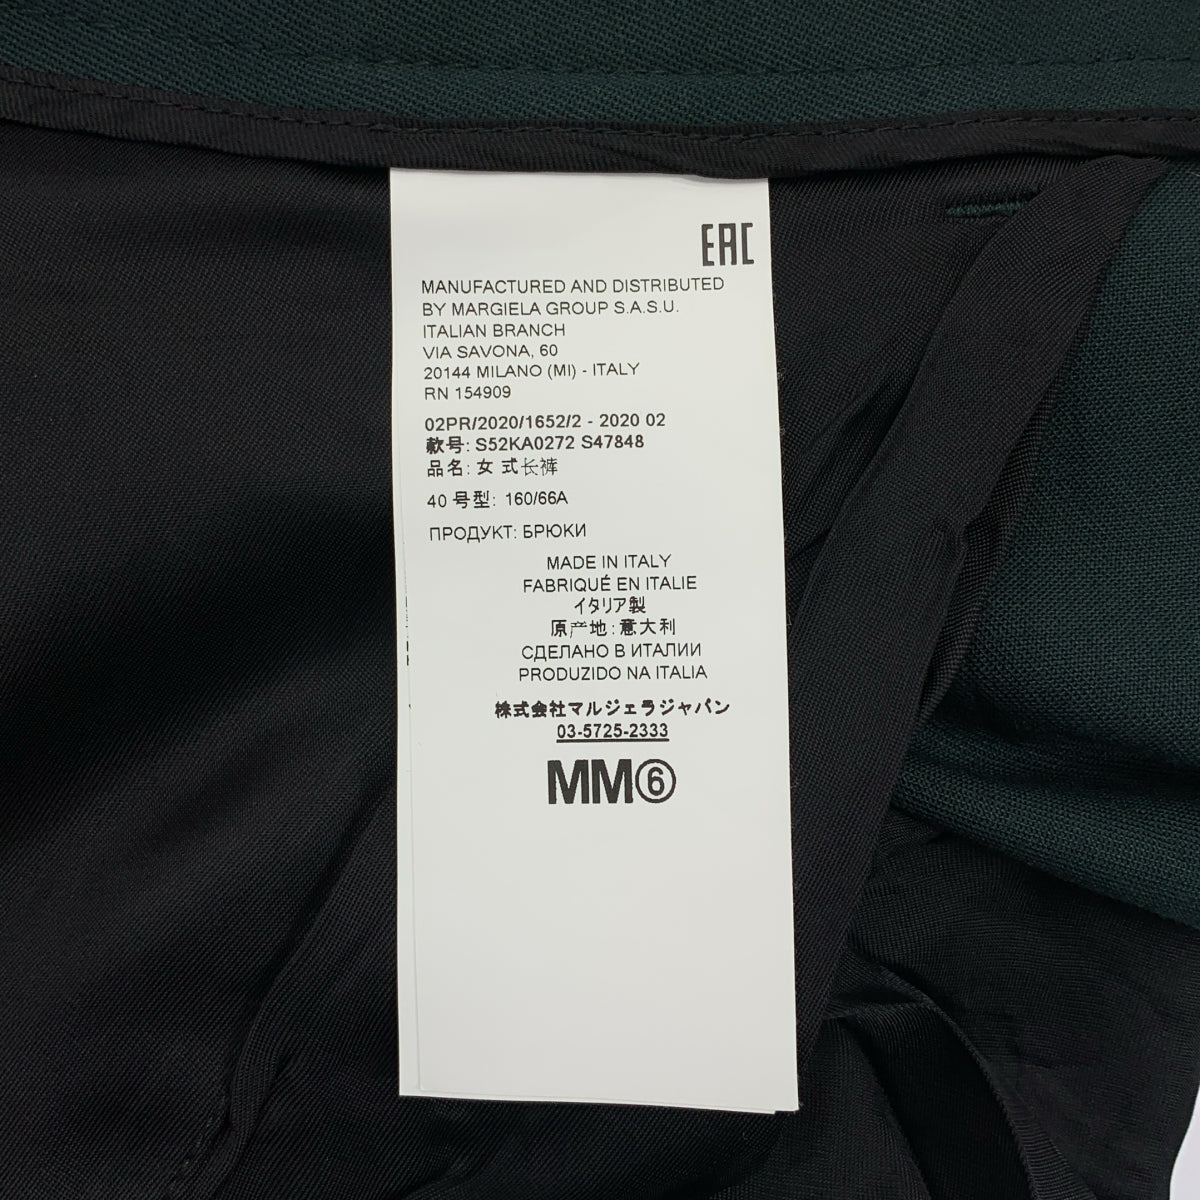 EAC
MANUFACTURED AND DISTRIBUTED
BY MARGIELA GROUP S.A.S.U.
ITALIAN BRANCH
VIA SAVONA, 60
20144 MILANO (MI) - ITALY
RN 154909
02PR/2020/1652/2 - 2020 02
款号: S52KA0272 S47848
品名: 女 式长裤
40 号型: 160/66A
ПРОДУКТ: БРЮКИ
MADE IN ITALY
FABRIQUÉ EN ITALIE
イタリア製
原产地: 意大利
СДЕЛАНО В ИТАЛИИ
PRODUZIDO NA ITALIA
株式会社マルジェラジャパン
03-5725-2333
MM⑥